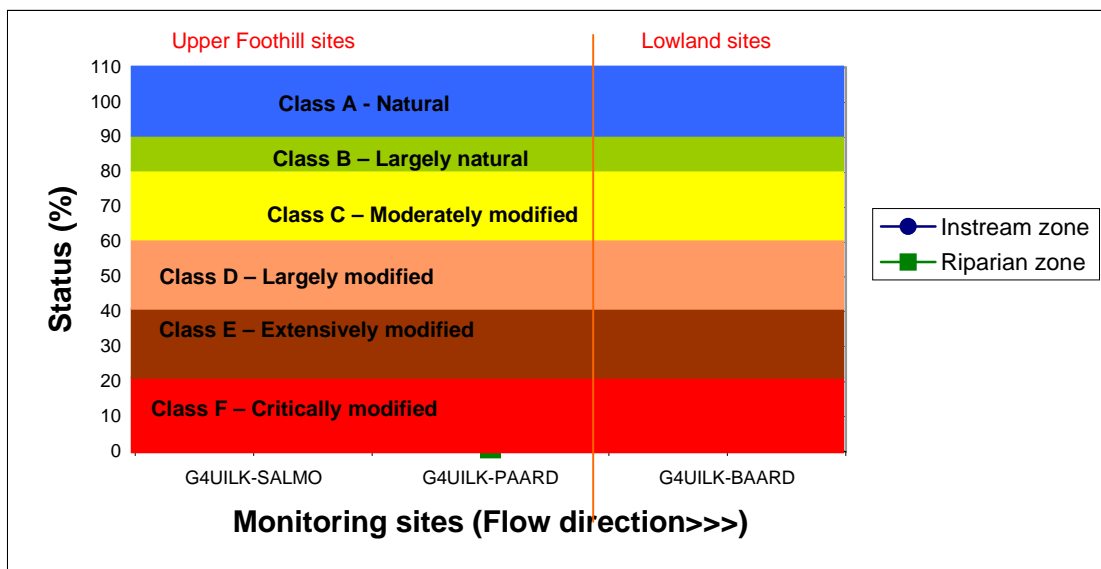 Upper Foothill sites
Lowland sites
Status (%)
110
100
90
80
70
60
50
40
30
20
10
0
Class A - Natural
Class B – Largely natural
Class C – Moderately modified
Class D – Largely modified
Class E – Extensively modified
Class F – Critically modified
G4UILK-SALMO
G4UILK-PAARD
G4UILK-BAARD
Monitoring sites (Flow direction>>>)
Instream zone
Riparian zone